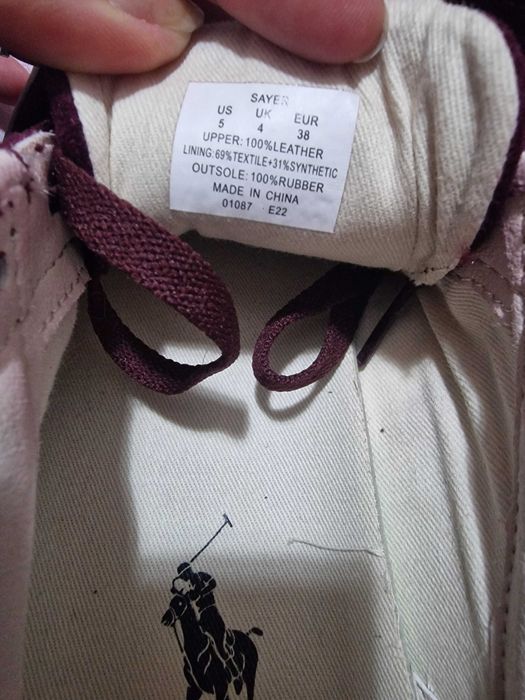 SAYER
US UK EUR
5 4 38
UPPER:100%LEATHER
LINING:69%TEXTILE+31%SYNTHETIC
OUTSOLE:100%RUBBER
MADE IN CHINA
01087 E22